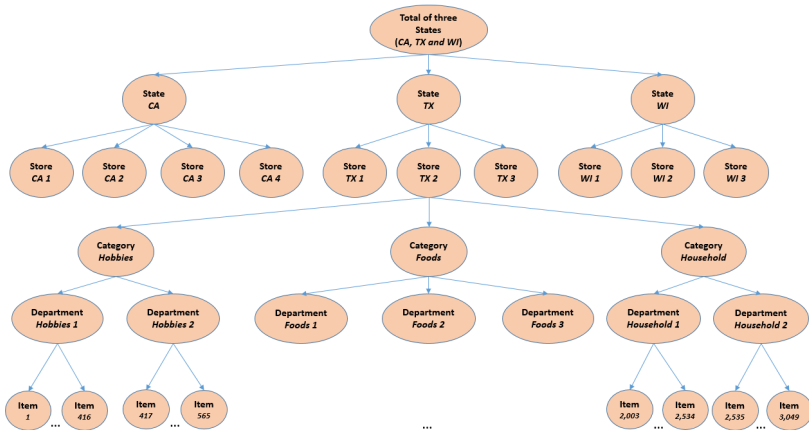 Total of three
States
(CA, TX and WI)
State
CA
State
TX
State
WI
Store
CA 1
Store
CA 2
Store
CA 3
Store
CA 4
Store
TX 1
Store
TX 2
Store
TX 3
Store
WI 1
Store
WI 2
Store
WI 3
Category
Hobbies
Category
Foods
Category
Household
Department
Hobbies 1
Department
Hobbies 2
Department
Foods 1
Department
Foods 2
Department
Foods 3
Department
Household 1
Department
Household 2
Item
1
...
Item
416
Item
417
...
Item
565
...
Item
2,003
...
Item
2,534
Item
2,535
...
Item
3,049